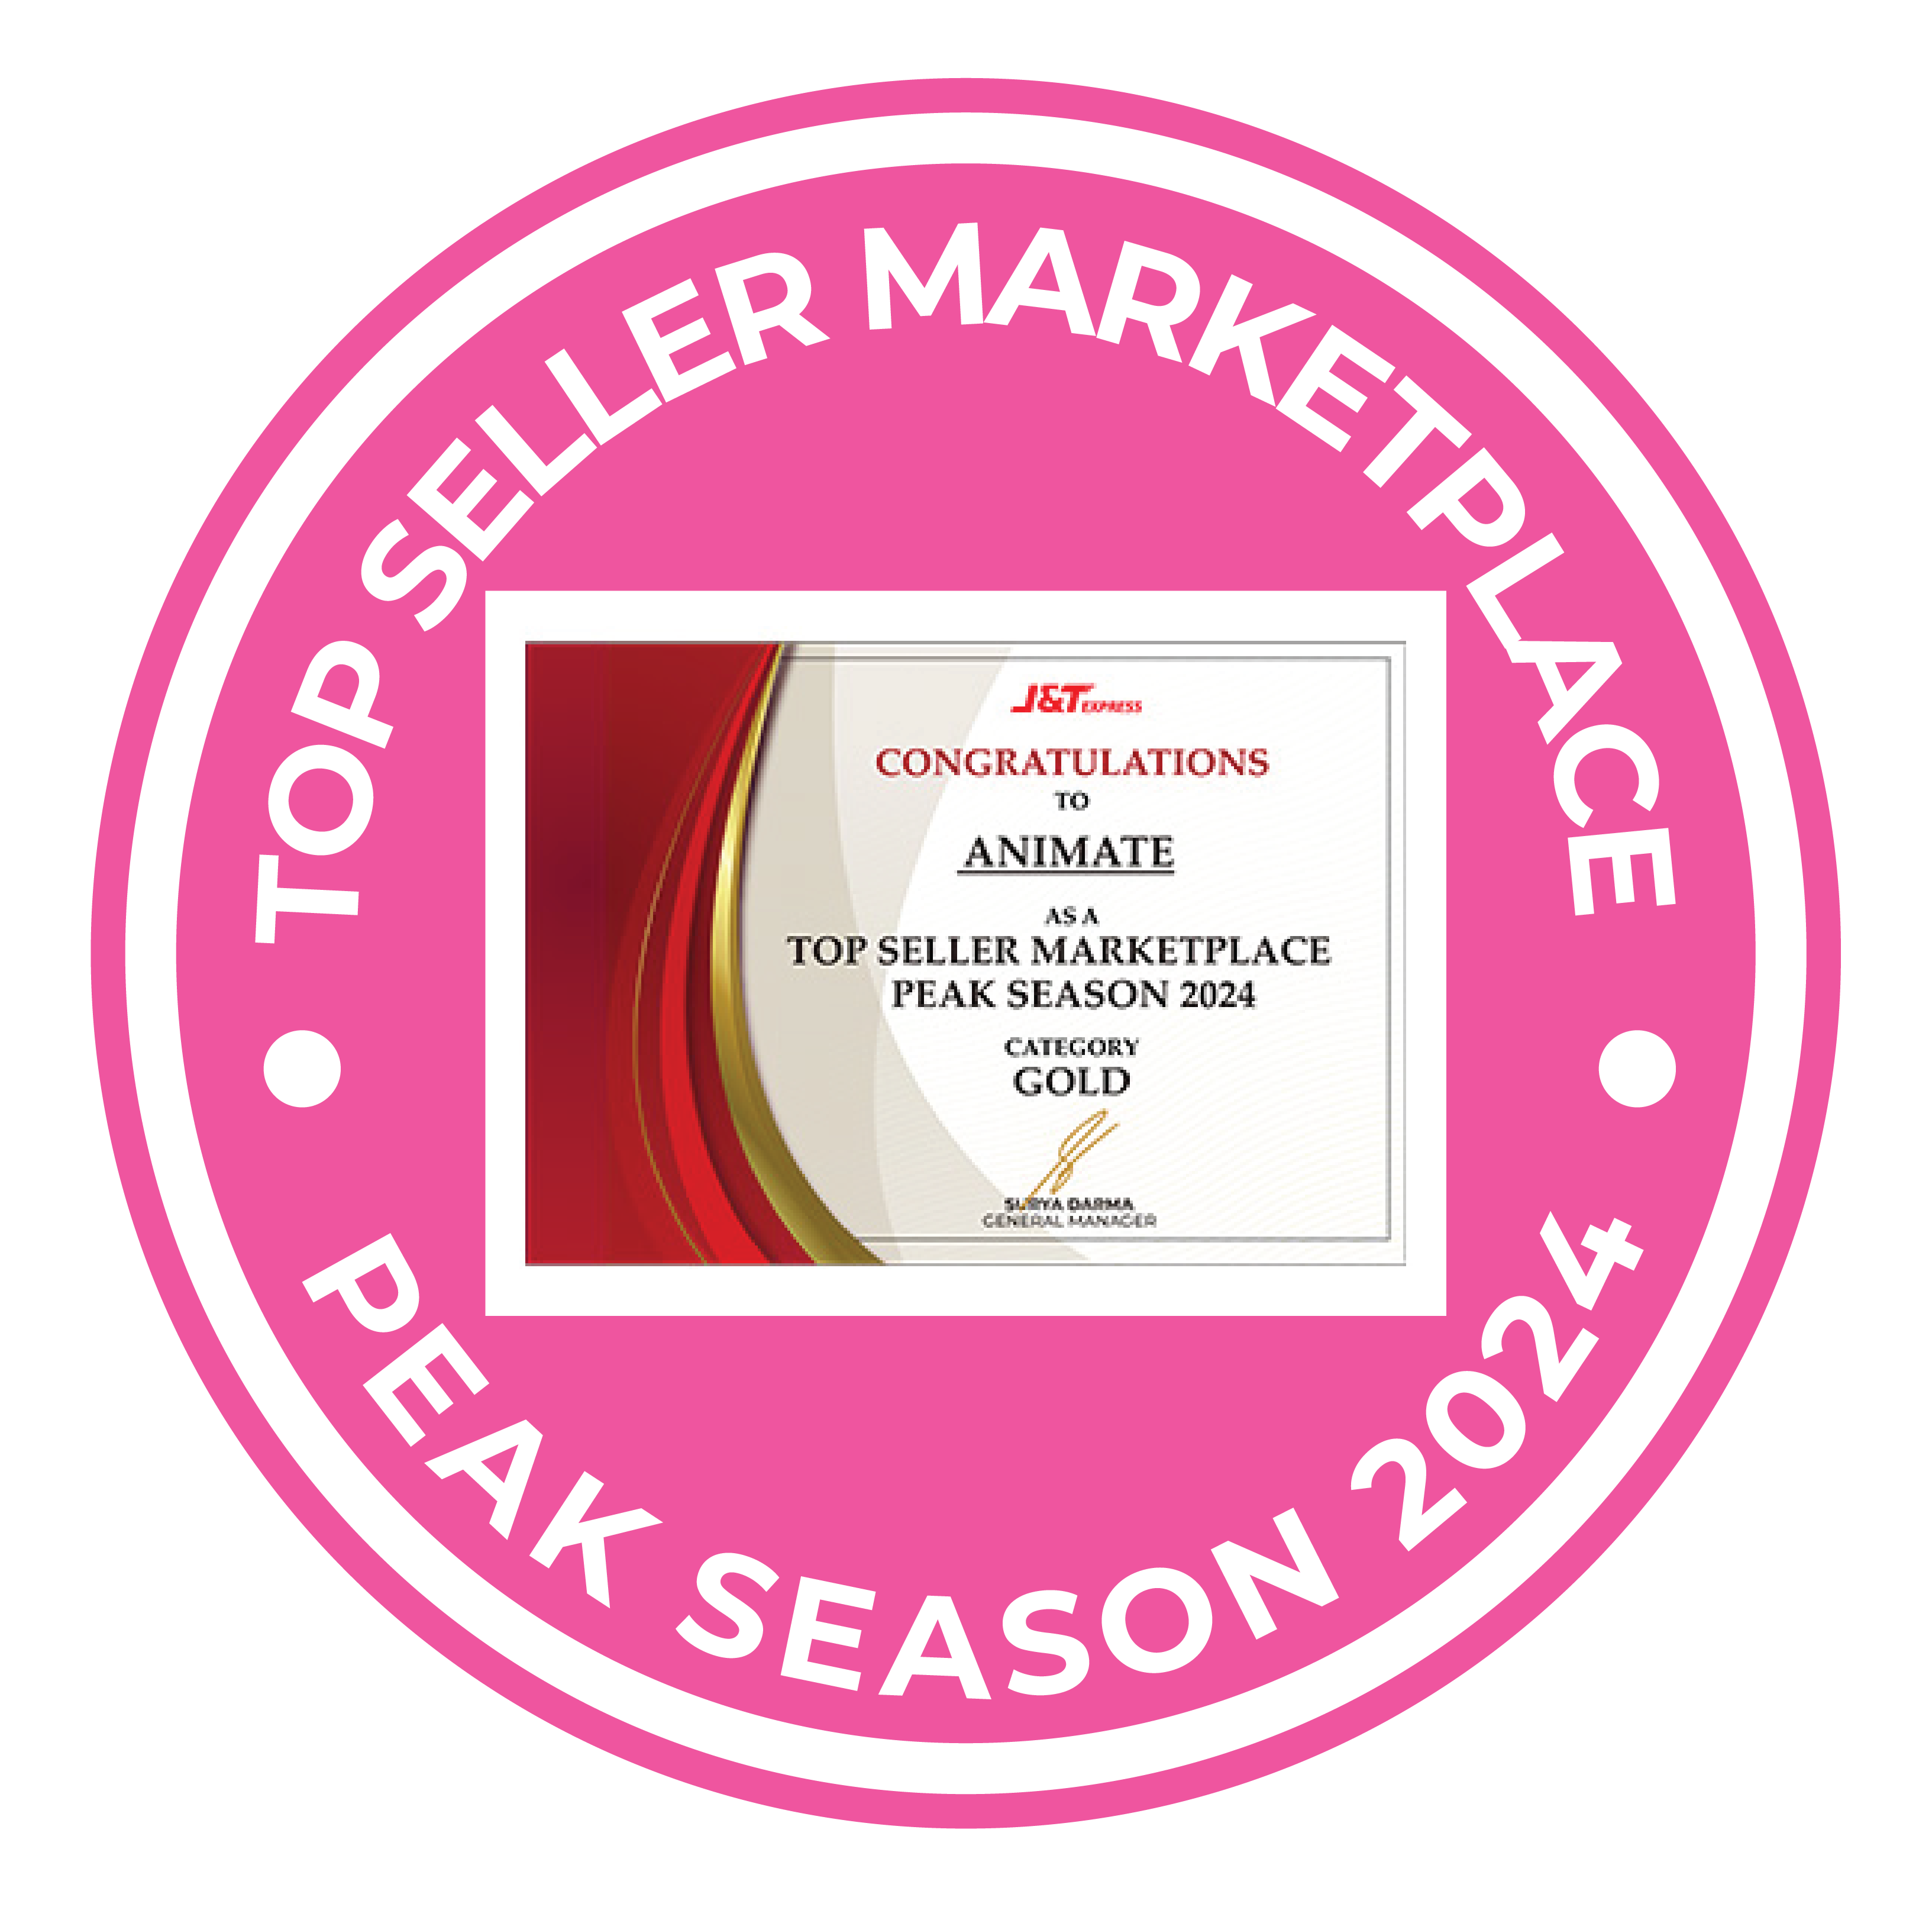 TOP SELLER MARKETPLACE
J&T EXPRESS
CONGRATULATIONS
TO
ANIMATE
AS A
TOP SELLER MARKETPLACE
PEAK SEASON 2024
CATEGORY
GOLD
SURYA DARMA
GENERAL MANAGER
PEAK SEASON 2024